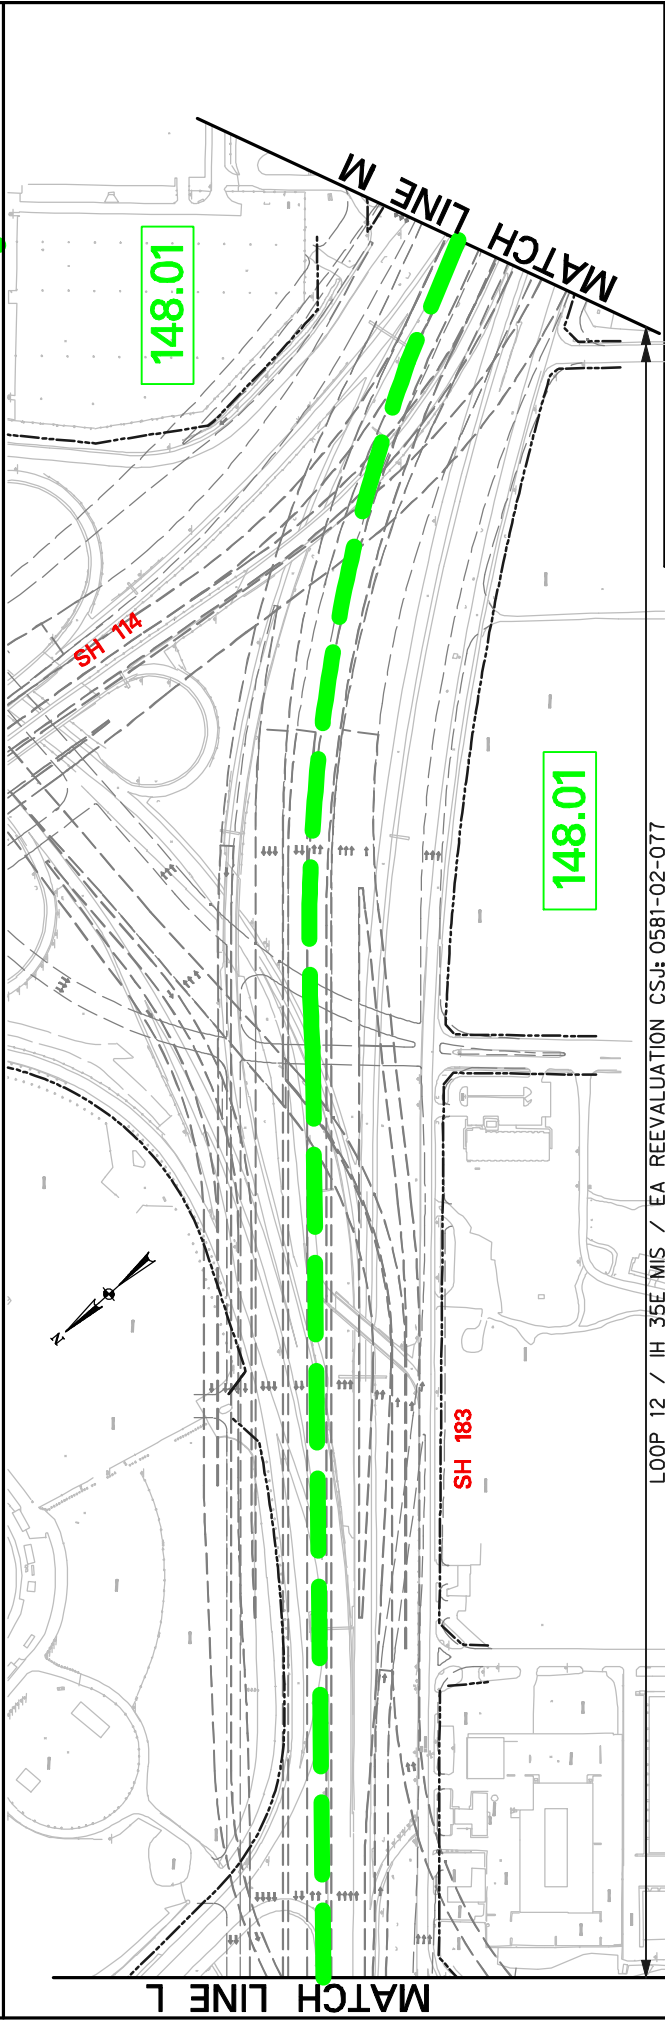 MATCH LINE M
148.01
SH 114
148.01
LOOP 12 / IH 35E MIS / EA REEVALUATION CSJ: 0581-02-077
N
SH 183
MATCH LINE L